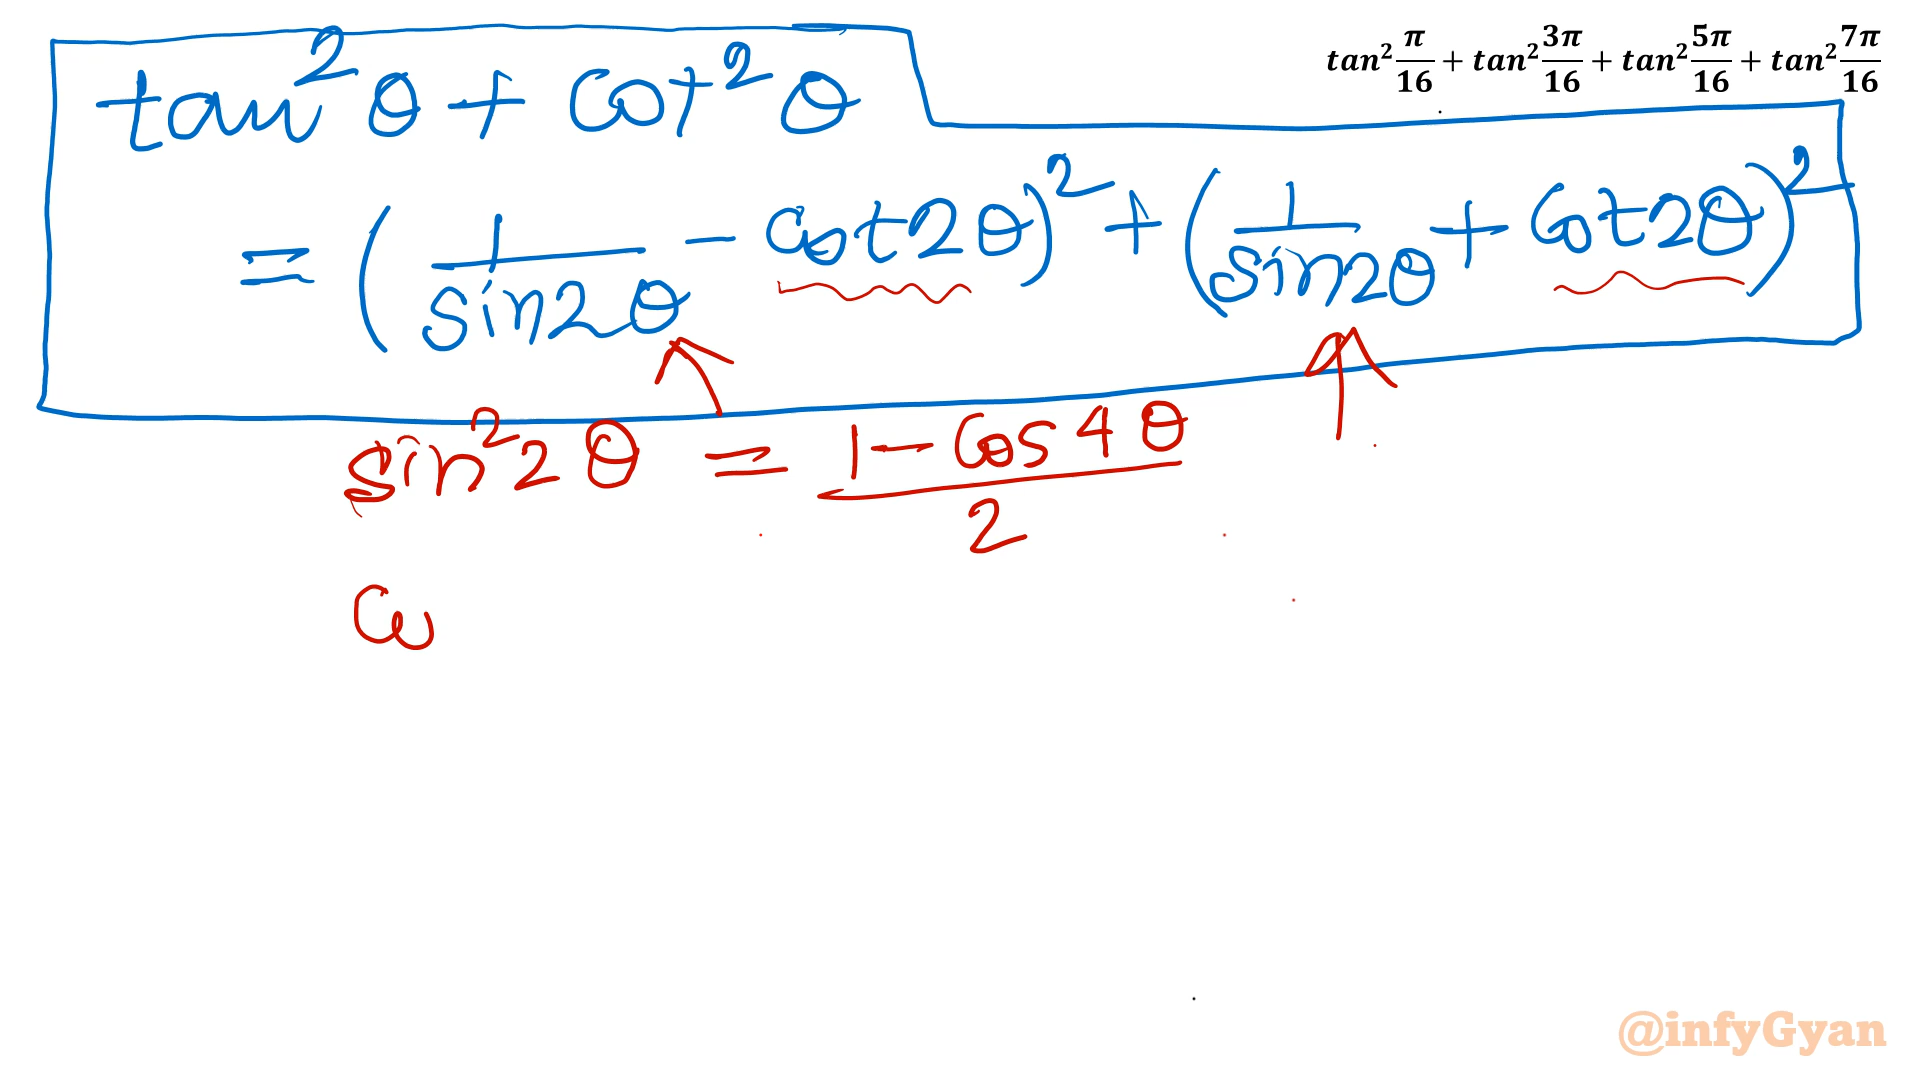 tan²π/16 + tan²3π/16 + tan²5π/16 + tan²7π/16
tan²θ + cot²θ
= (1/sin2θ - cot2θ)² + (1/sin2θ + cot2θ)²
sin²2θ = (1 - cos4θ)/2
co
@infyGyan